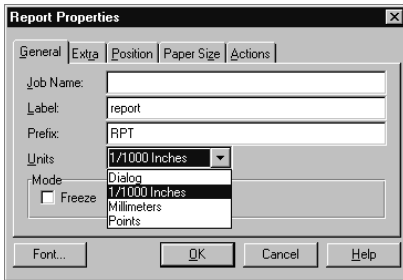 Report Properties
General Extra Position Paper Size Actions
Job Name:
Label: report
Prefix: RPT
Units 1/1000 Inches
Dialog
1/1000 Inches
Millimeters
Points
Mode
Freeze
Font... OK Cancel Help